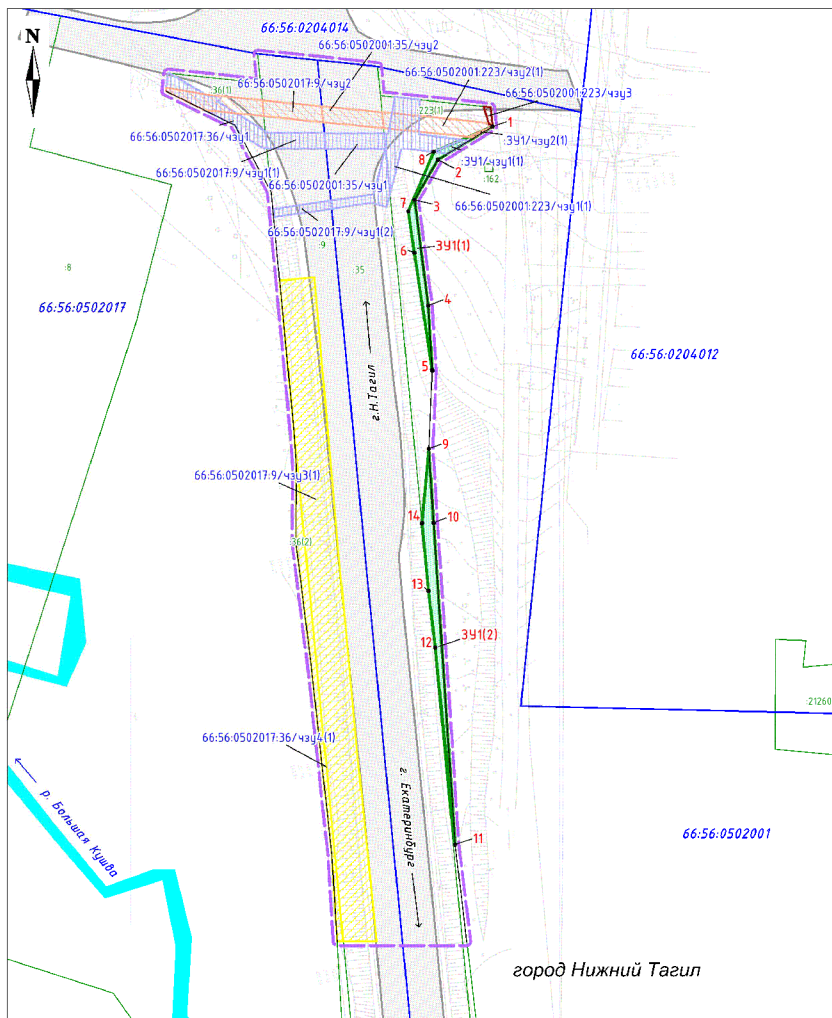 66:56:0204014
N
66:56:0502001:35/чзу2
66:56:0502001:223/чзу2(1)
66:56:0502017:9/чзу2
:36(1)
66:56:0502001:223/чзу3
:223(1)
1
66:56:0502017:36/чзу1
:ЗУ1/чзу2(1)
8
2
:ЗУ1/чзу1(1)
66:56:0502017:9/чзу1(1)
:162
66:56:0502001:35/чзу1
7
3
66:56:0502001:223/чзу1(1)
66:56:0502017:9/чзу1(2)
:9
6
ЗУ1(1)
:8
:35
66:56:0502017
4
66:56:0204012
5
г.Н.Тагил
9
66:56:0502017:9/чзу3(1)
14
10
:36(2)
13
12
ЗУ1(2)
:21260
66:56:0502017:36/чзу4(1)
р. Большая Кушва
г. Екатеринбург
66:56:0502001
11
город Нижний Тагил